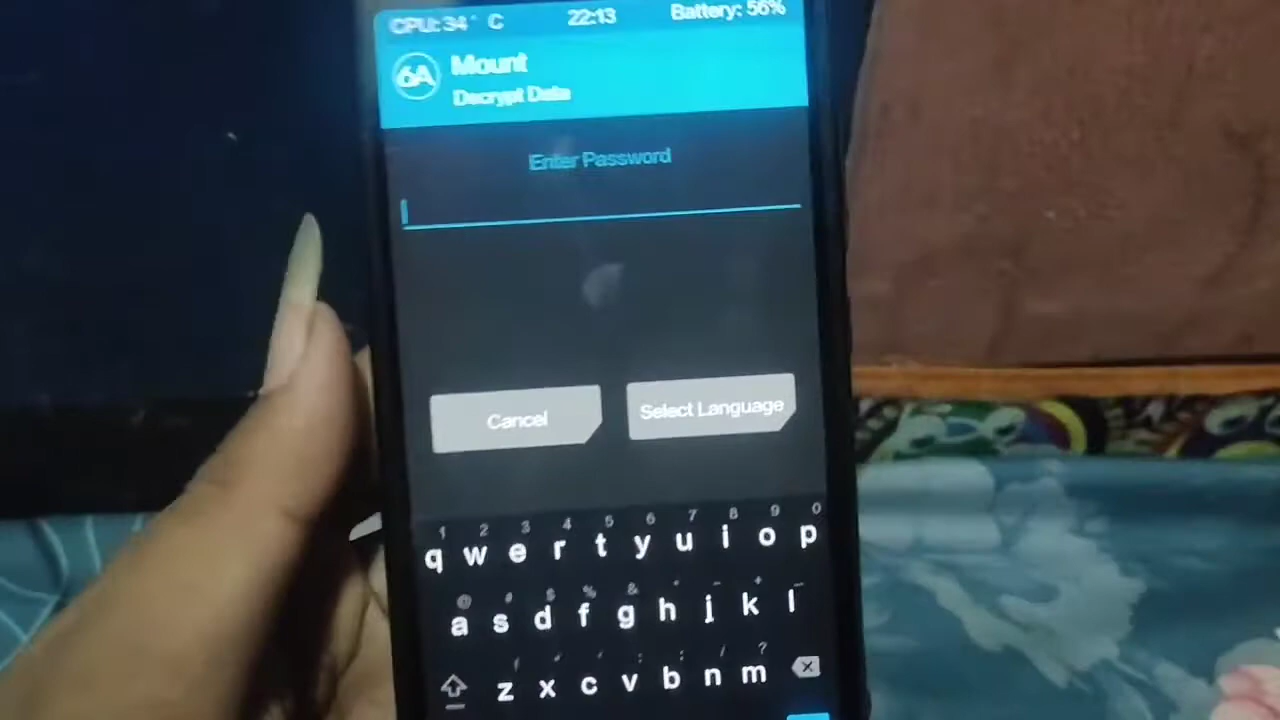 CPU: 34° C 22:13 Battery: 56%
6A
Mount
Decrypt Data
Enter Password
Cancel Select Language
1 2 3 4 5 6 7 8 9 0
q w e r t y u i o p
@ # $ % & - + _
a s d f g h j k l
z x c v b n m